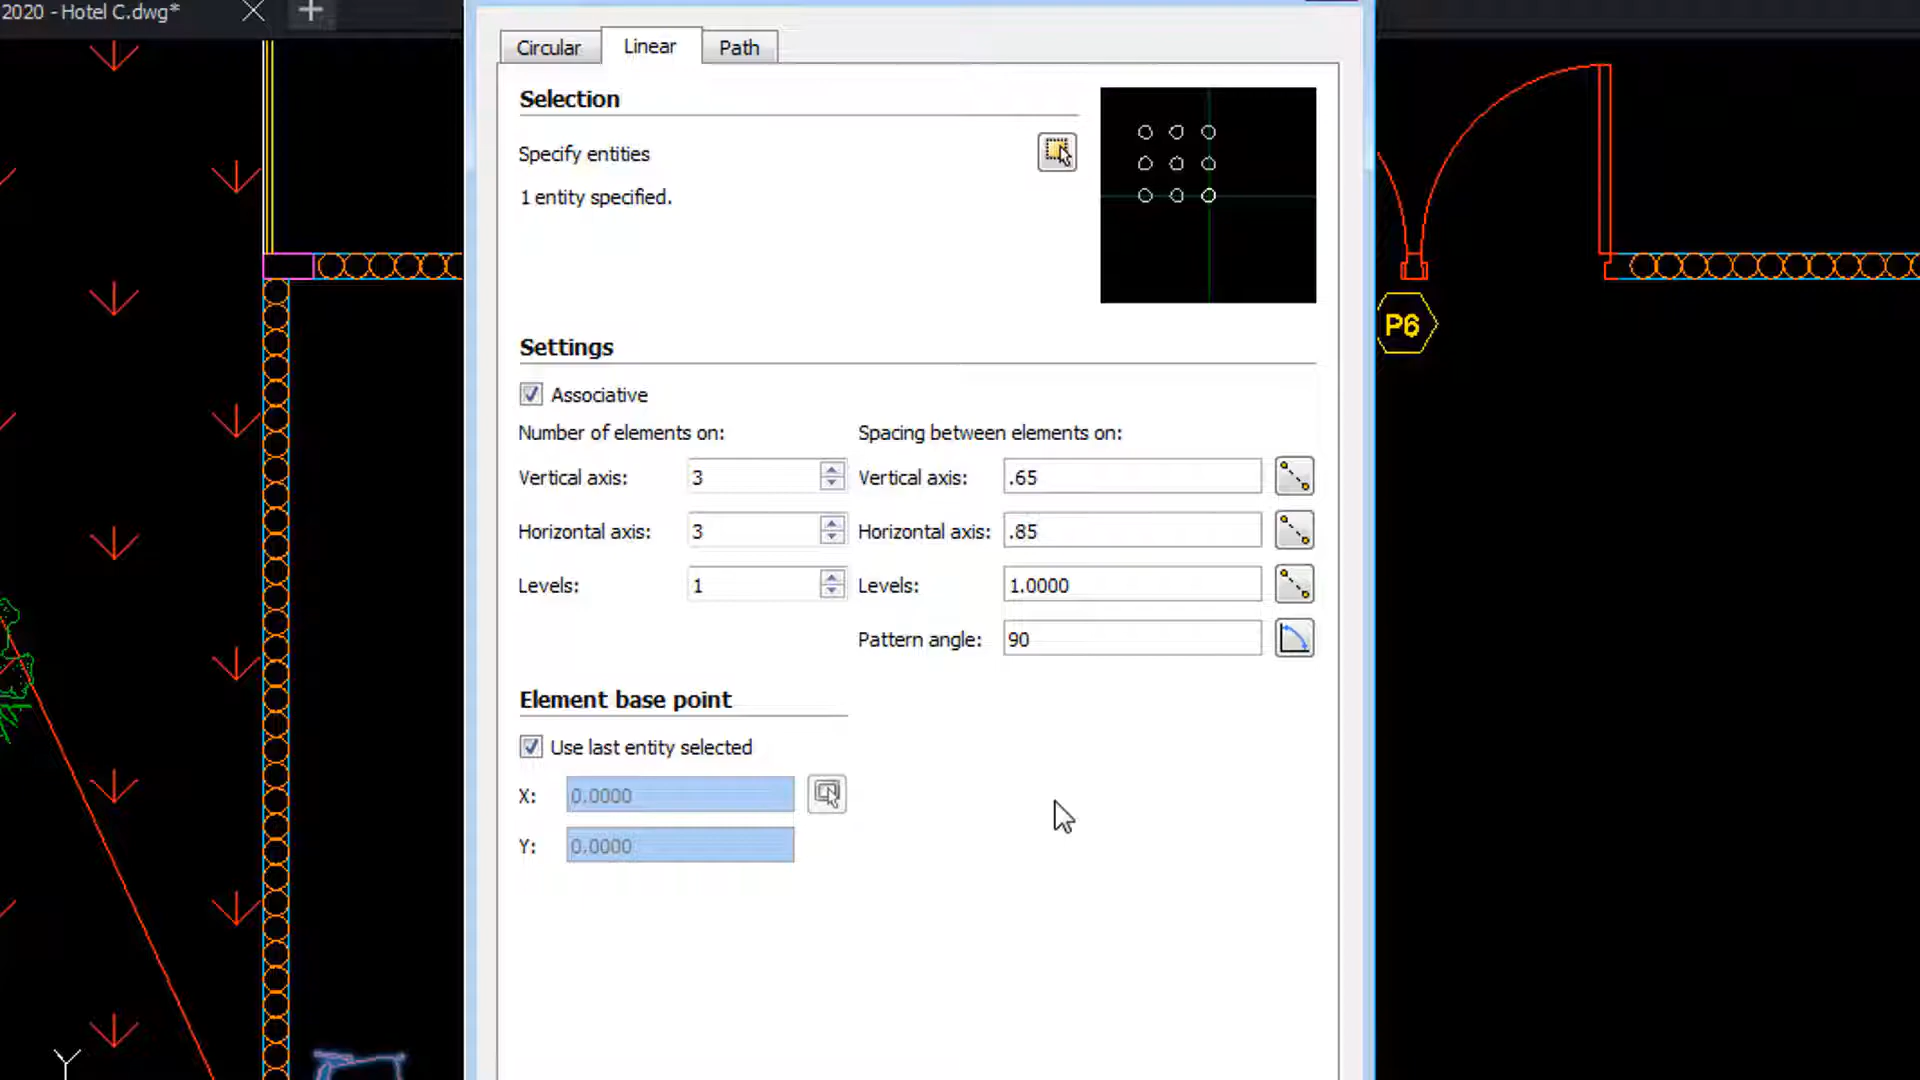 2020 - Hotel C.dwg*
Circular
Linear
Path
Selection
Specify entities
1 entity specified.
Settings
Associative
Number of elements on:
Spacing between elements on:
Vertical axis:
3
Vertical axis:
.65
Horizontal axis:
3
Horizontal axis:
.85
Levels:
1
Levels:
1.0000
Pattern angle:
90
Element base point
Use last entity selected
X:
0.0000
Y:
0.0000
P6
Y